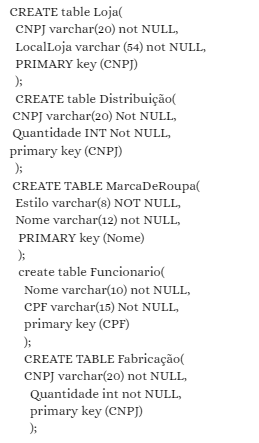 CREATE table Loja(
CNPJ varchar(20) not NULL,
LocalLoja varchar (54) not NULL,
PRIMARY key (CNPJ)
);
CREATE table Distribuição(
CNPJ varchar(20) Not NULL,
Quantidade INT Not NULL,
primary key (CNPJ)
);
CREATE TABLE MarcaDeRoupa(
Estilo varchar(8) NOT NULL,
Nome varchar(12) not NULL,
PRIMARY key (Nome)
);
create table Funcionario(
Nome varchar(10) not NULL,
CPF varchar(15) Not NULL,
primary key (CPF)
);
CREATE TABLE Fabricação(
CNPJ varchar(20) not NULL,
Quantidade int not NULL,
primary key (CNPJ)
);